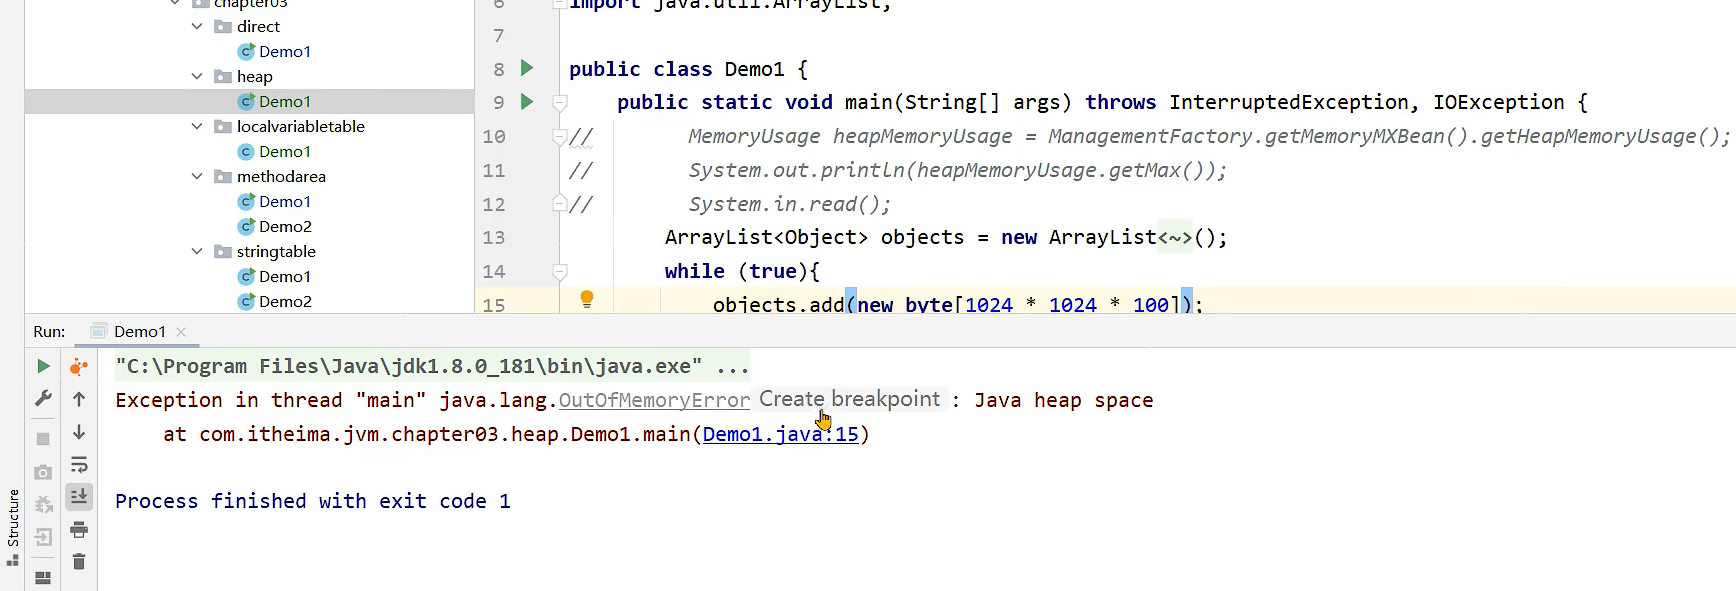 chapter03
direct
Demo1
heap
Demo1
localvariabletable
Demo1
methodarea
Demo1
Demo2
stringtable
Demo1
Demo2
6 import java.util.ArrayList;
7
8 public class Demo1 {
9 public static void main(String[] args) throws InterruptedException, IOException {
10 // MemoryUsage heapMemoryUsage = ManagementFactory.getMemoryMXBean().getHeapMemoryUsage();
11 // System.out.println(heapMemoryUsage.getMax());
12 // System.in.read();
13 ArrayList<Object> objects = new ArrayList<~>();
14 while (true){
15 objects.add(new byte[1024 * 1024 * 100]);
Run: Demo1
"C:\Program Files\Java\jdk1.8.0_181\bin\java.exe" ...
Exception in thread "main" java.lang.OutOfMemoryError Create breakpoint : Java heap space
at com.itheima.jvm.chapter03.heap.Demo1.main(Demo1.java:15)
Process finished with exit code 1
Structure